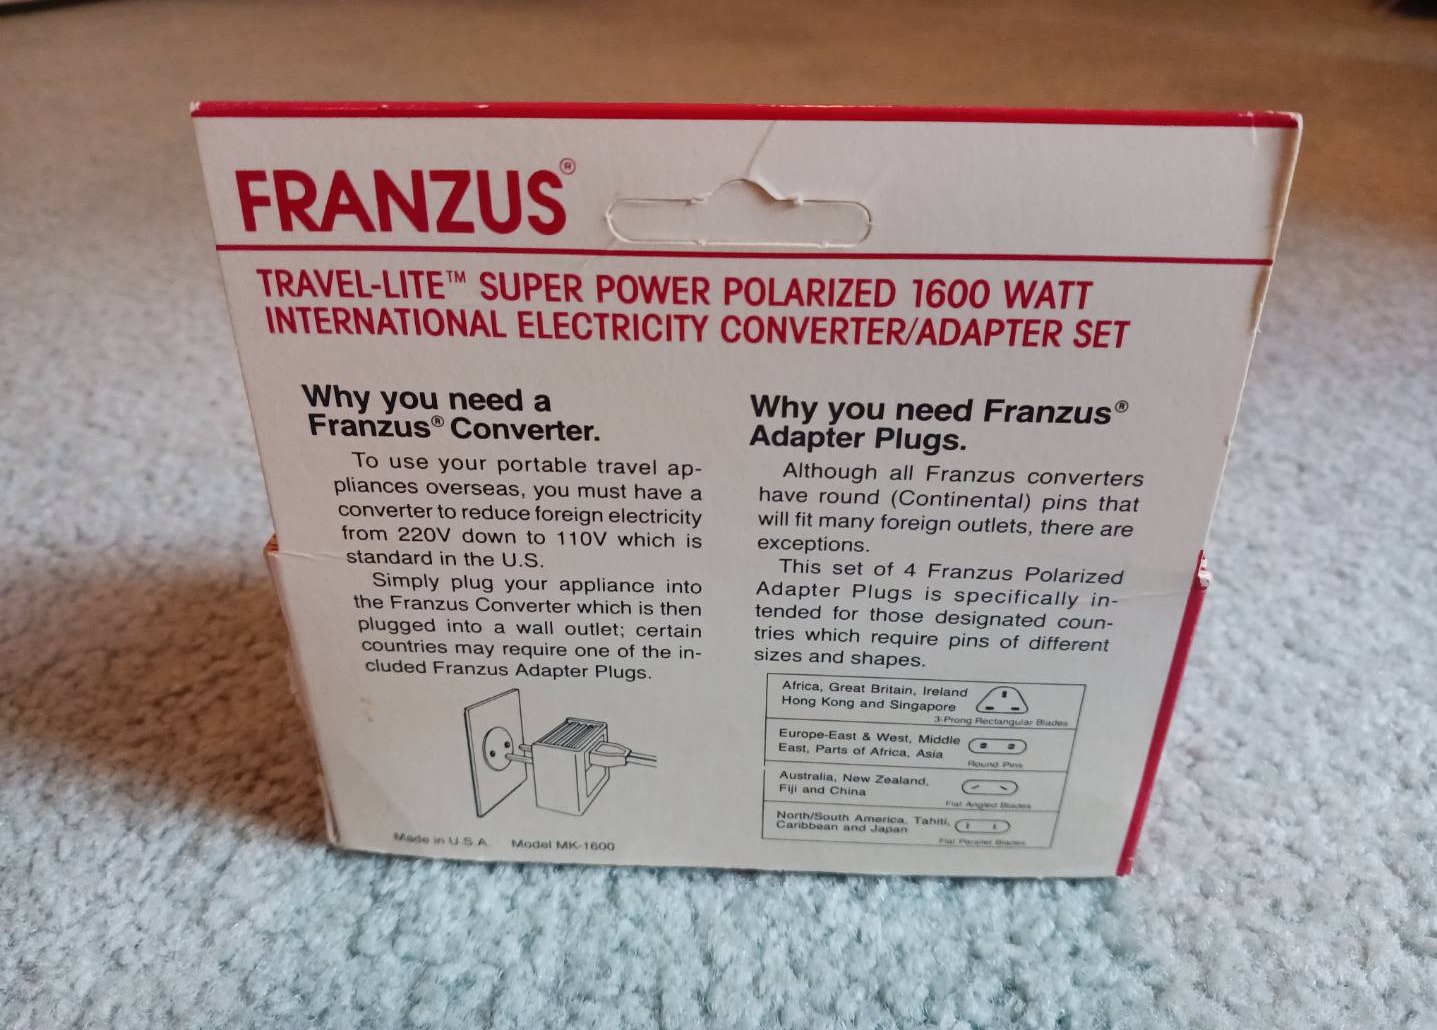 FRANZUS®
TRAVEL-LITE™ SUPER POWER POLARIZED 1600 WATT
INTERNATIONAL ELECTRICITY CONVERTER/ADAPTER SET
Why you need a
Franzus® Converter.
To use your portable travel ap-
pliances overseas, you must have a
converter to reduce foreign electricity
from 220V down to 110V which is
standard in the U.S.
Simply plug your appliance into
the Franzus Converter which is then
plugged into a wall outlet; certain
countries may require one of the in-
cluded Franzus Adapter Plugs.
Made in U.S.A. Model MK-1600
Why you need Franzus®
Adapter Plugs.
Although all Franzus converters
have round (Continental) pins that
will fit many foreign outlets, there are
exceptions.
This set of 4 Franzus Polarized
Adapter Plugs is specifically in-
tended for those designated coun-
tries which require pins of different
sizes and shapes.
Africa, Great Britain, Ireland
Hong Kong and Singapore
3-Prong Rectangular Blades
Europe-East & West, Middle
East, Parts of Africa, Asia
Round Pins
Australia, New Zealand,
Fiji and China
Flat Angled Blades
North/South America, Tahiti,
Caribbean and Japan
Flat Parallel Blades